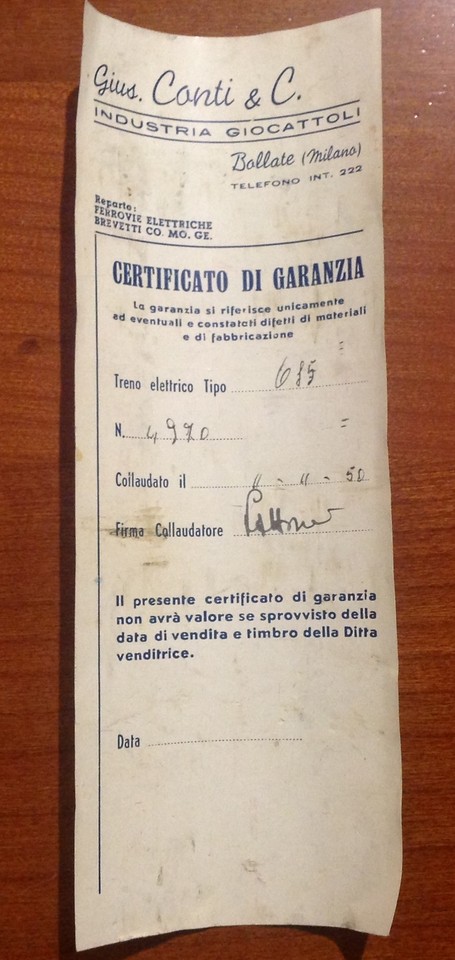 Gius. Conti & C.
INDUSTRIA GIOCATTOLI
Bollate (Milano)
TELEFONO INT. 222
Reparto:
FERROVIE ELETTRICHE
BREVETTI CO. MO. GE.
CERTIFICATO DI GARANZIA
La garanzia si riferisce unicamente
ad eventuali e constatati difetti di materiali
e di fabbricazione
Treno elettrico Tipo 685 =
N. 4970 =
Collaudato il " - " - 50
Firma Collaudatore
Il presente certificato di garanzia
non avrà valore se sprovvisto della
data di vendita e timbro della Ditta
venditrice.
Data